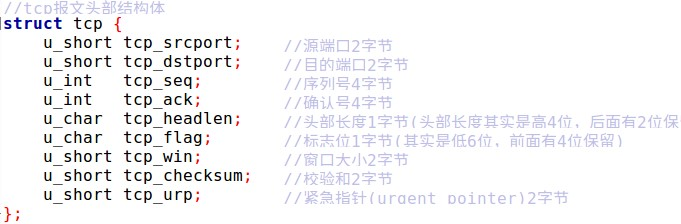 //tcp报文头部结构体
struct tcp {
    u_short tcp_srcport;    //源端口2字节
    u_short tcp_dstport;    //目的端口2字节
    u_int   tcp_seq;        //序列号4字节
    u_int   tcp_ack;        //确认号4字节
    u_char  tcp_headlen;    //头部长度1字节(头部长度其实是高4位，后面有2位保
    u_char  tcp_flag;       //标志位1字节(其实是低6位，前面有4位保留)
    u_short tcp_win;        //窗口大小2字节
    u_short tcp_checksum;   //校验和2字节
    u_short tcp_urp;        //紧急指针(urgent pointer)2字节
};